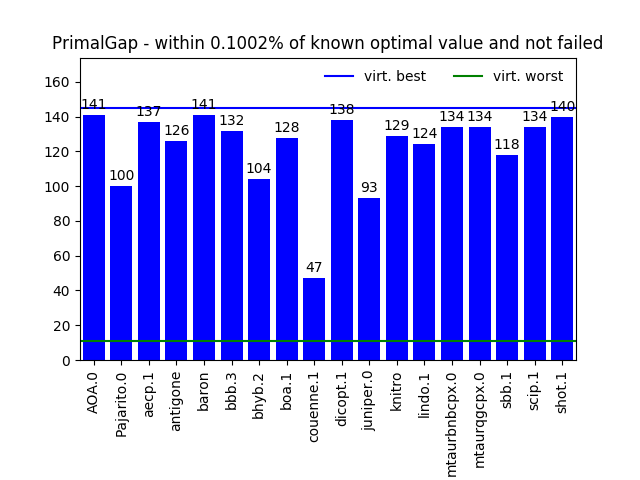 PrimalGap - within 0.1002% of known optimal value and not failed
virt. best
virt. worst
160
140
120
100
80
60
40
20
0
141
100
137
126
141
132
104
128
47
138
93
129
124
134
134
118
134
140
AOA.0
Pajarito.0
aecp.1
antigone
baron
bbb.3
bhyb.2
boa.1
couenne.1
dicopt.1
juniper.0
knitro
lindo.1
mtaurbnbcpx.0
mtaurqgcpx.0
sbb.1
scip.1
shot.1